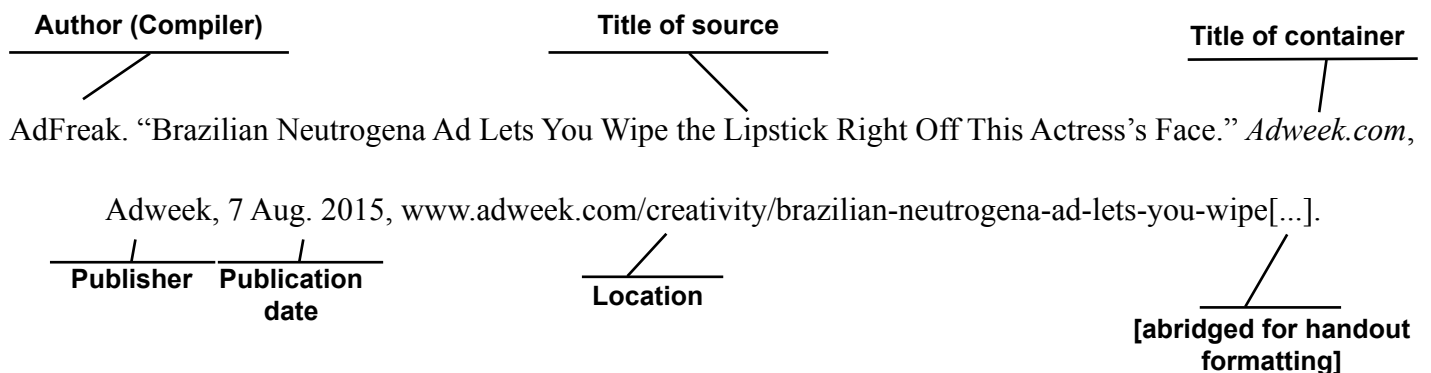 Author (Compiler) Title of source Title of container
AdFreak. “Brazilian Neutrogena Ad Lets You Wipe the Lipstick Right Off This Actress’s Face.” Adweek.com,
Adweek, 7 Aug. 2015, www.adweek.com/creativity/brazilian-neutrogena-ad-lets-you-wipe[...].
Publisher Publication
date
Location
[abridged for handout
formatting]